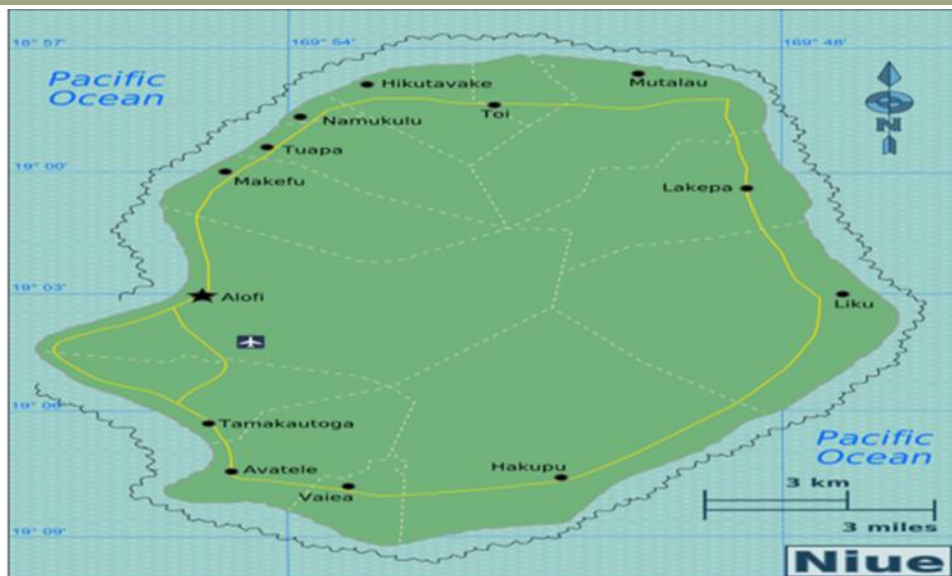 18° 57'
169° 54'
169° 48'
Pacific
Ocean
Hikutavake
Mutalau
Namukulu
Toi
N
Tuapa
19° 00'
Makefu
Lakepa
19° 03'
Alofi
Liku
19° 06'
Tamakautoga
Pacific
Ocean
Avatele
Hakupu
Vaiea
3 km
3 miles
19° 09'
Niue